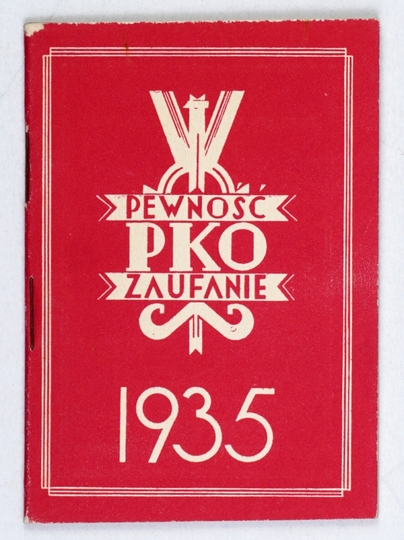 PEWNOŚĆ
PKO
ZAUFANIE
1935